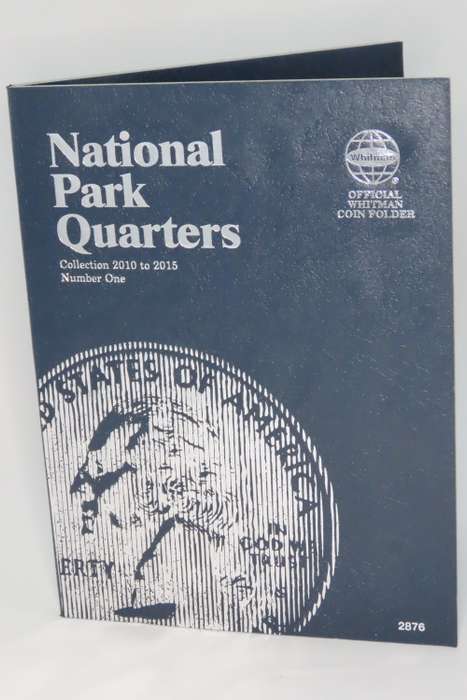 National
Park
Quarters
Collection 2010 to 2015
Number One
Whitman
®
OFFICIAL
WHITMAN
COIN FOLDER
D STATES OF AMERICA
IN
GOD WE
TRUST
ERTY
2876